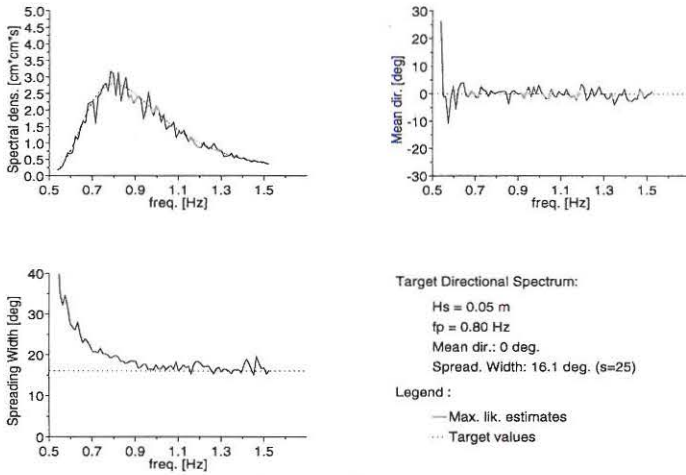 Spectral dens. [cm*cm*s]
5.0
4.5
4.0
3.5
3.0
2.5
2.0
1.5
1.0
0.5
0.0
0.5 0.7 0.9 1.1 1.3 1.5
freq. [Hz]
Mean dir. [deg]
30
20
10
0
-10
-20
-30
0.5 0.7 0.9 1.1 1.3 1.5
freq. [Hz]
Spreading Width [deg]
40
30
20
10
0
0.5 0.7 0.9 1.1 1.3 1.5
freq. [Hz]
Target Directional Spectrum:
Hs = 0.05 m
fp = 0.80 Hz
Mean dir.: 0 deg.
Spread. Width: 16.1 deg. (s=25)
Legend :
Max. lik. estimates
Target values